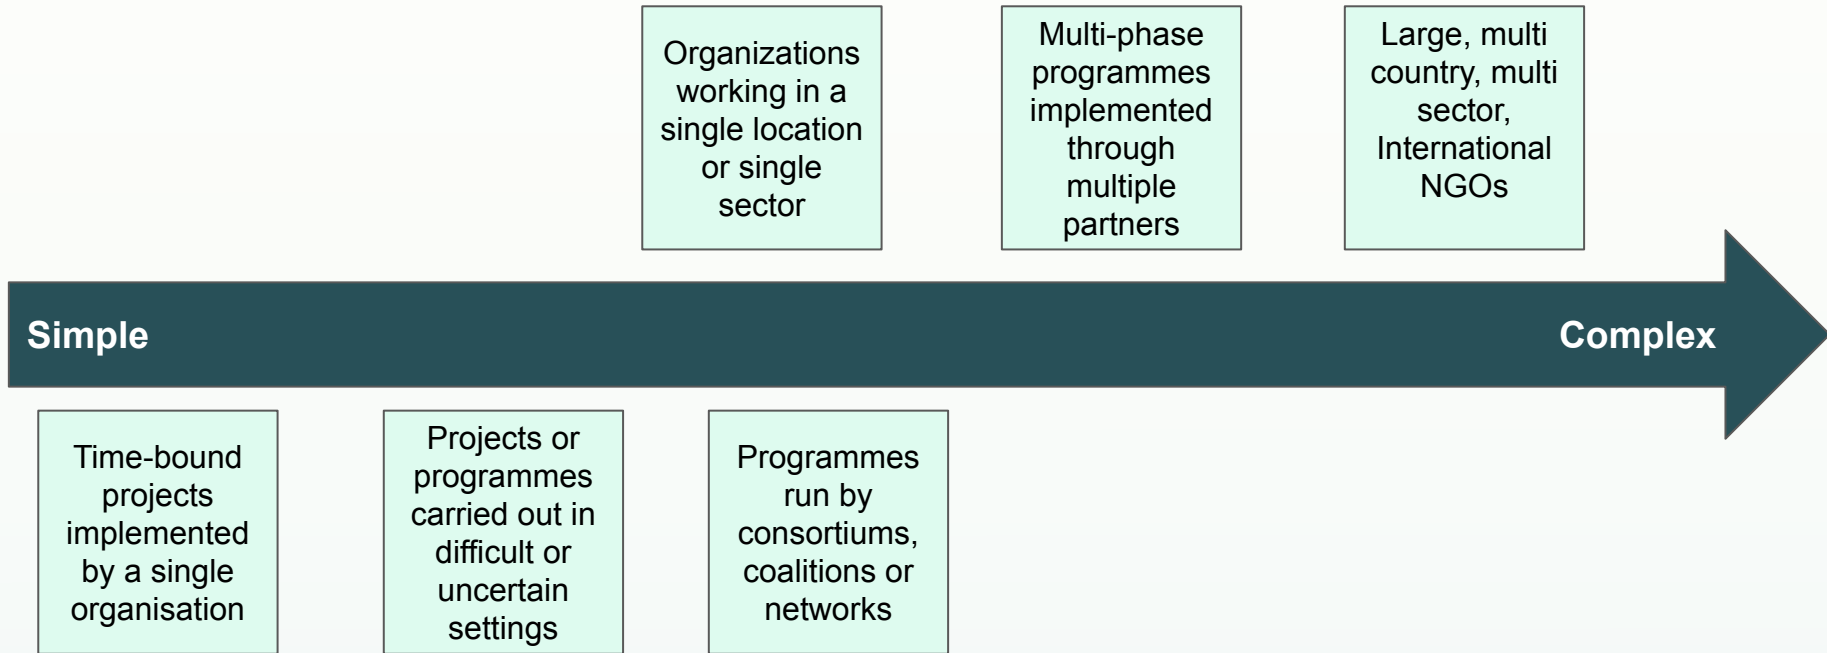 Organizations
working in a
single location
or single
sector
Multi-phase
programmes
implemented
through
multiple
partners
Large, multi
country, multi
sector,
International
NGOs
Simple
Complex
Time-bound
projects
implemented
by a single
organisation
Projects or
programmes
carried out in
difficult or
uncertain
settings
Programmes
run by
consortiums,
coalitions or
networks